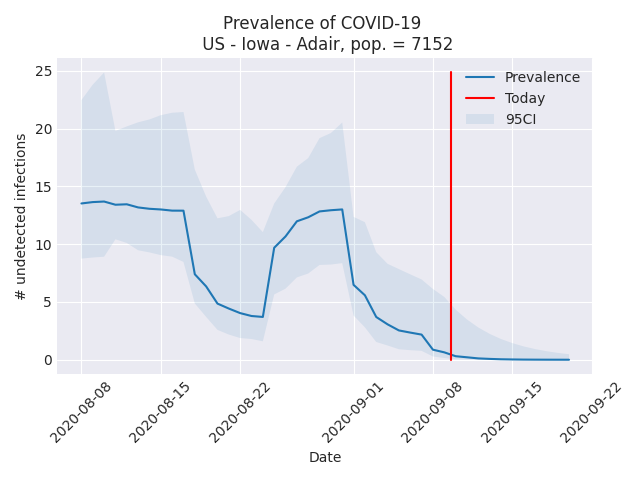 Prevalence of COVID-19
US - Iowa - Adair, pop. = 7152
25
20
15
10
5
0
# undetected infections
Prevalence
Today
95CI
2020-08-08
2020-08-15
2020-08-22
2020-09-01
2020-09-08
2020-09-15
2020-09-22
Date